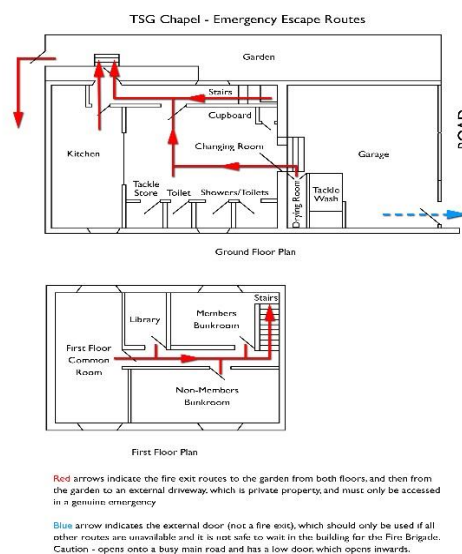 TSG Chapel - Emergency Escape Routes
Garden
Stairs
Cupboard
ROAD
Kitchen
Changing Room
Garage
Tackle
Store
Toilet
Showers/Toilets
Drying Room
Tackle
Wash
Ground Floor Plan
Stairs
Members
Bunkroom
Library
First Floor
Common
Room
Non-Members
Bunkroom
First Floor Plan
Red arrows indicate the fire exit routes to the garden from both floors, and then from
the garden to an external driveway, which is private property, and must only be accessed
in a genuine emergency
Blue arrow indicates the external door (not a fire exit), which should only be used if all
other routes are unavailable and it is not safe to wait in the building for the Fire Brigade.
Caution - opens onto a busy main road and has a low door, which opens inwards.